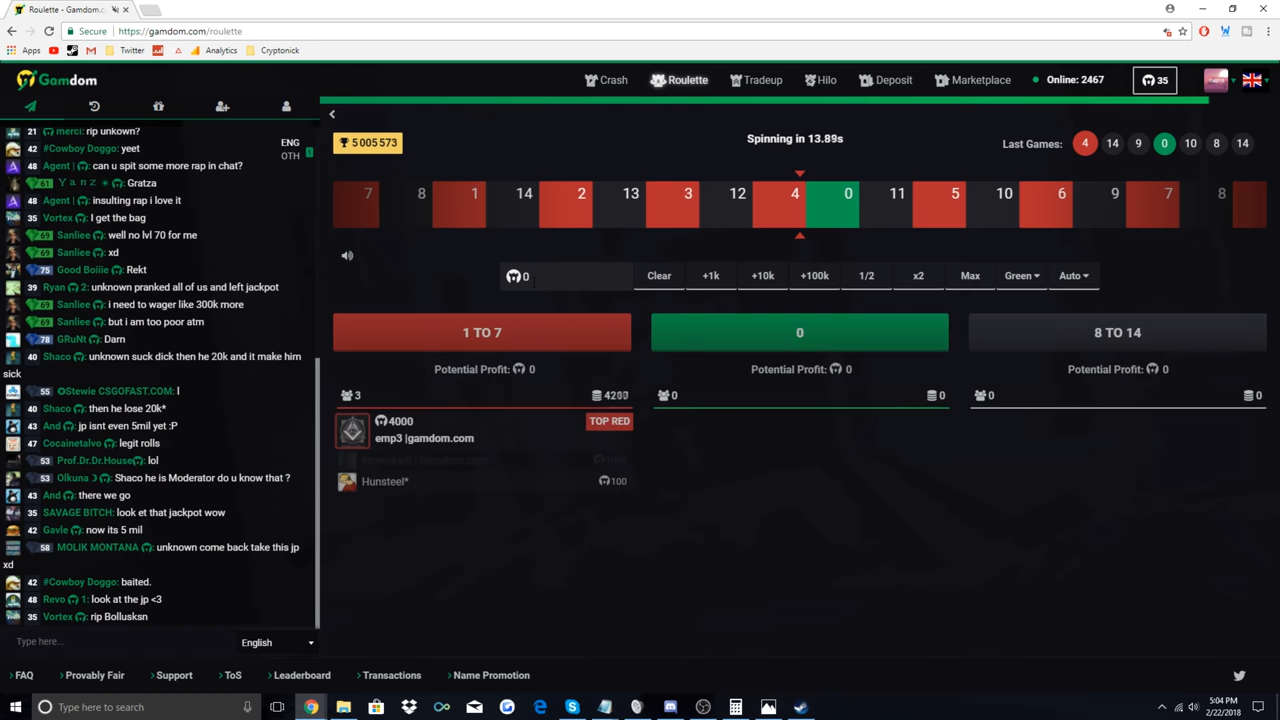 Roulette - Gamdom.com
Secure | https://gamdom.com/roulette
Apps Twitter Analytics Cryptonick
Gamdom
Crash Roulette Tradeup Hilo Deposit Marketplace Online: 2467 35
21 merci: rip unkown?
42 #Cowboy Doggo: yeet
ENG
OTH
48 Agent | : can u spit some more rap in chat?
61 Y a n z : Gratza
48 Agent | : insulting rap i love it
35 Vortex : I get the bag
69 Sanliee : well no lvl 70 for me
69 Sanliee : xd
75 Good Boiiie : Rekt
39 Ryan 2: unknown pranked all of us and left jackpot
69 Sanliee : i need to wager like 300k more
69 Sanliee : but i am too poor atm
78 GRuNt : Darn
40 Shaco : unknown suck dick then he 20k and it make him
sick
55 Stewie CSGOFAST.COM: I
40 Shaco : then he lose 20k*
43 And : jp isnt even 5mil yet :P
47 Cocainetalvo : legit rolls
53 Prof.Dr.Dr.House : lol
53 Olkuna : Shaco he is Moderator do u know that ?
43 And : there we go
35 SAVAGE BITCH: look et that jackpot wow
42 Gavle : now its 5 mil
58 MOLIK MONTANA : unknown come back take this jp
xd
42 #Cowboy Doggo: baited.
48 Revo 1: look at the jp <3
35 Vortex : rip Bollusksn
Type here... English
5 005 573
Spinning in 13.89s
Last Games: 4 14 9 0 10 8 14
7 8 1 14 2 13 3 12 4 0 11 5 10 6 9 7 8
0 Clear +1k +10k +100k 1/2 x2 Max Green Auto
1 TO 7 0 8 TO 14
Potential Profit: 0 Potential Profit: 0 Potential Profit: 0
3 0 0 0 0
4000 TOP RED
emp3 |gamdom.com
Hunsteel* 100
FAQ Provably Fair Support ToS Leaderboard Transactions Name Promotion
Type here to search
5:04 PM
2/22/2018